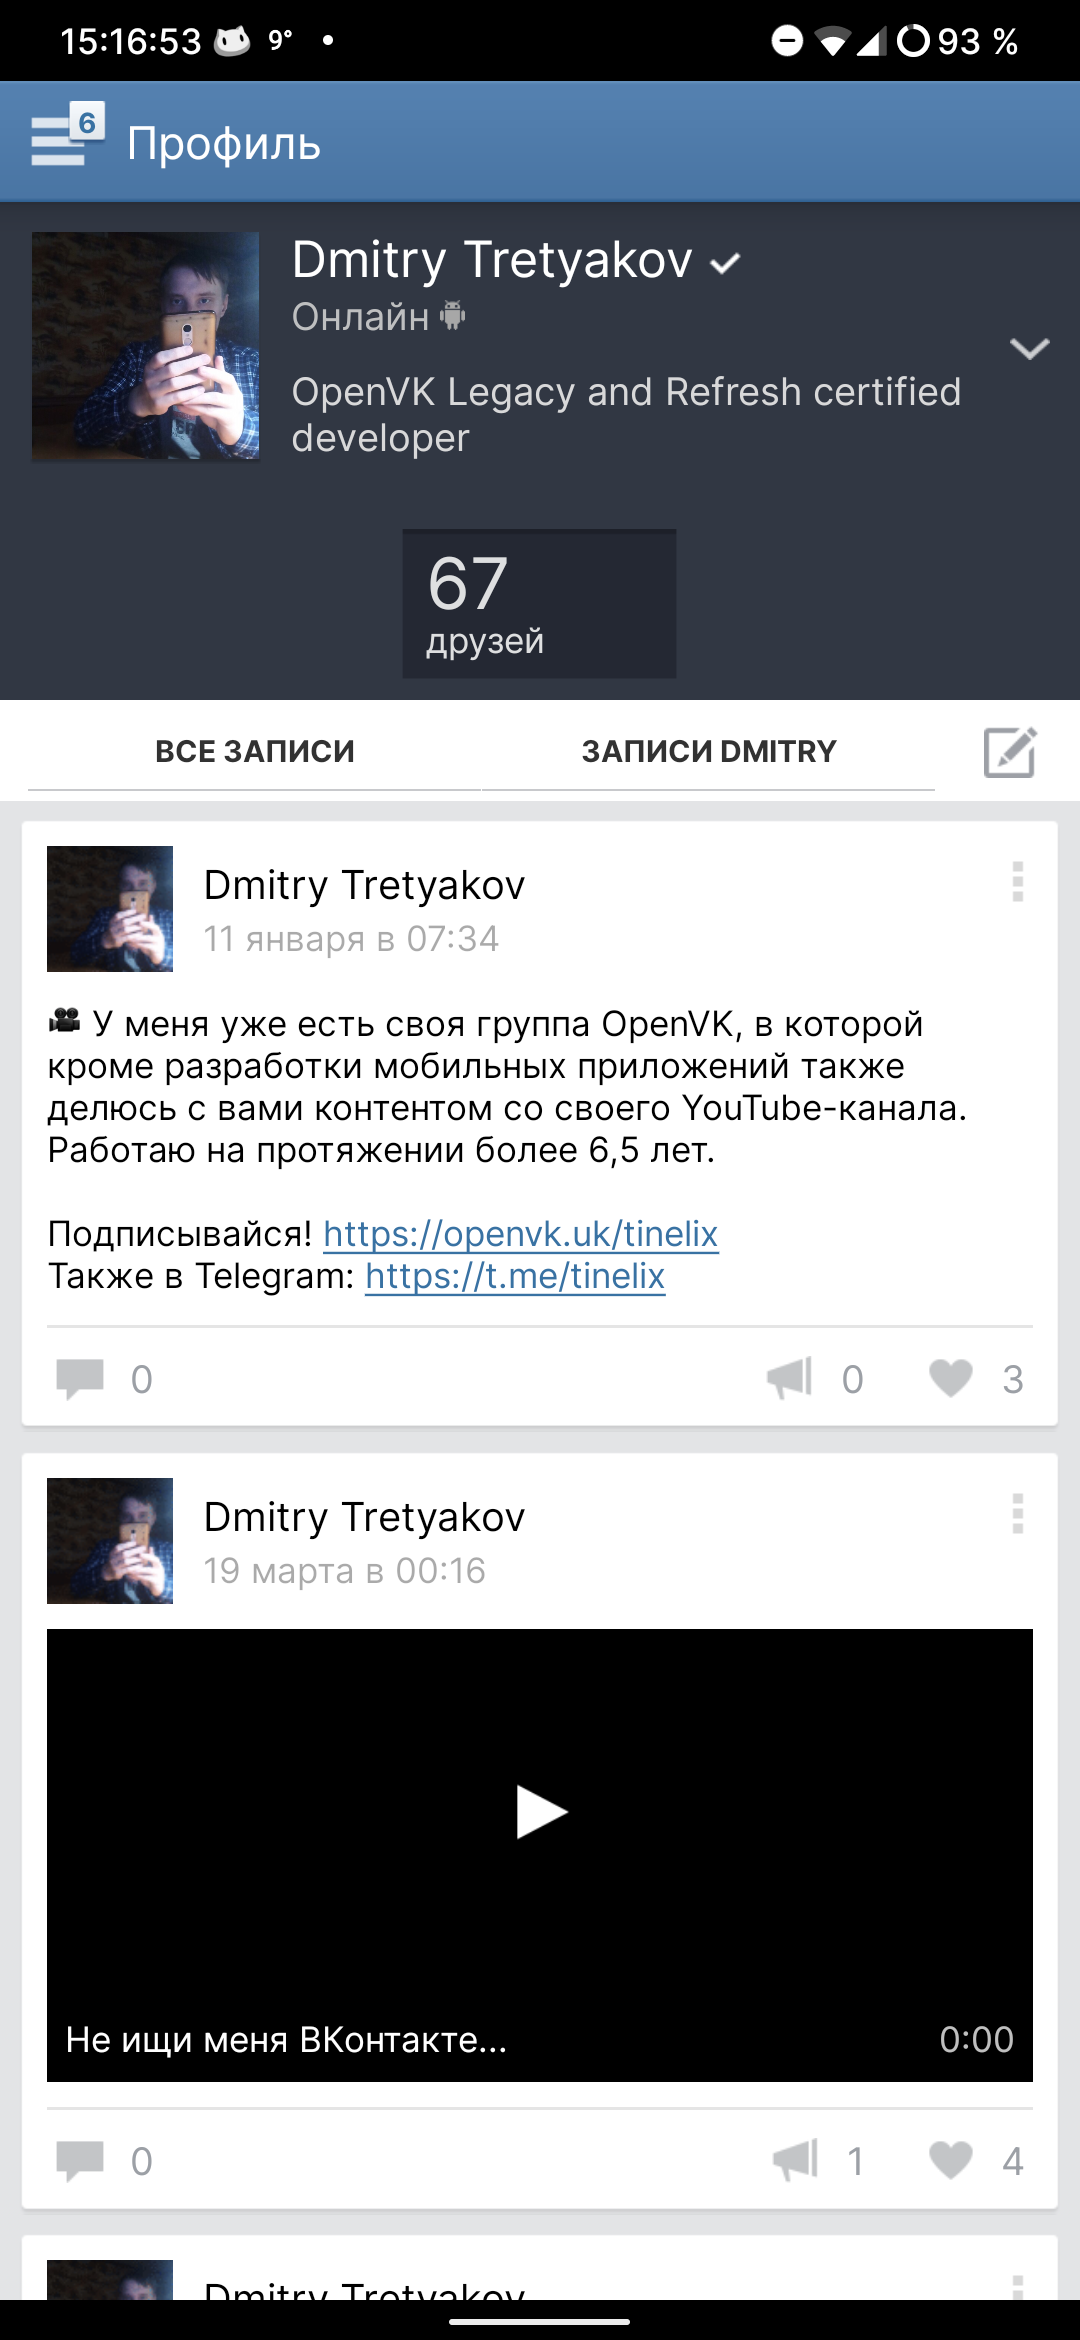 15:16:53 9° 93 %
6
Профиль
Dmitry Tretyakov
Онлайн
OpenVK Legacy and Refresh certified
developer
67
друзей
ВСЕ ЗАПИСИ
ЗАПИСИ DMITRY
Dmitry Tretyakov
11 января в 07:34
У меня уже есть своя группа OpenVK, в которой
кроме разработки мобильных приложений также
делюсь с вами контентом со своего YouTube-канала.
Работаю на протяжении более 6,5 лет.
Подписывайся! https://openvk.uk/tinelix
Также в Telegram: https://t.me/tinelix
0 0 3
Dmitry Tretyakov
19 марта в 00:16
Не ищи меня ВКонтакте... 0:00
0 1 4
Dmitry Tretyakov